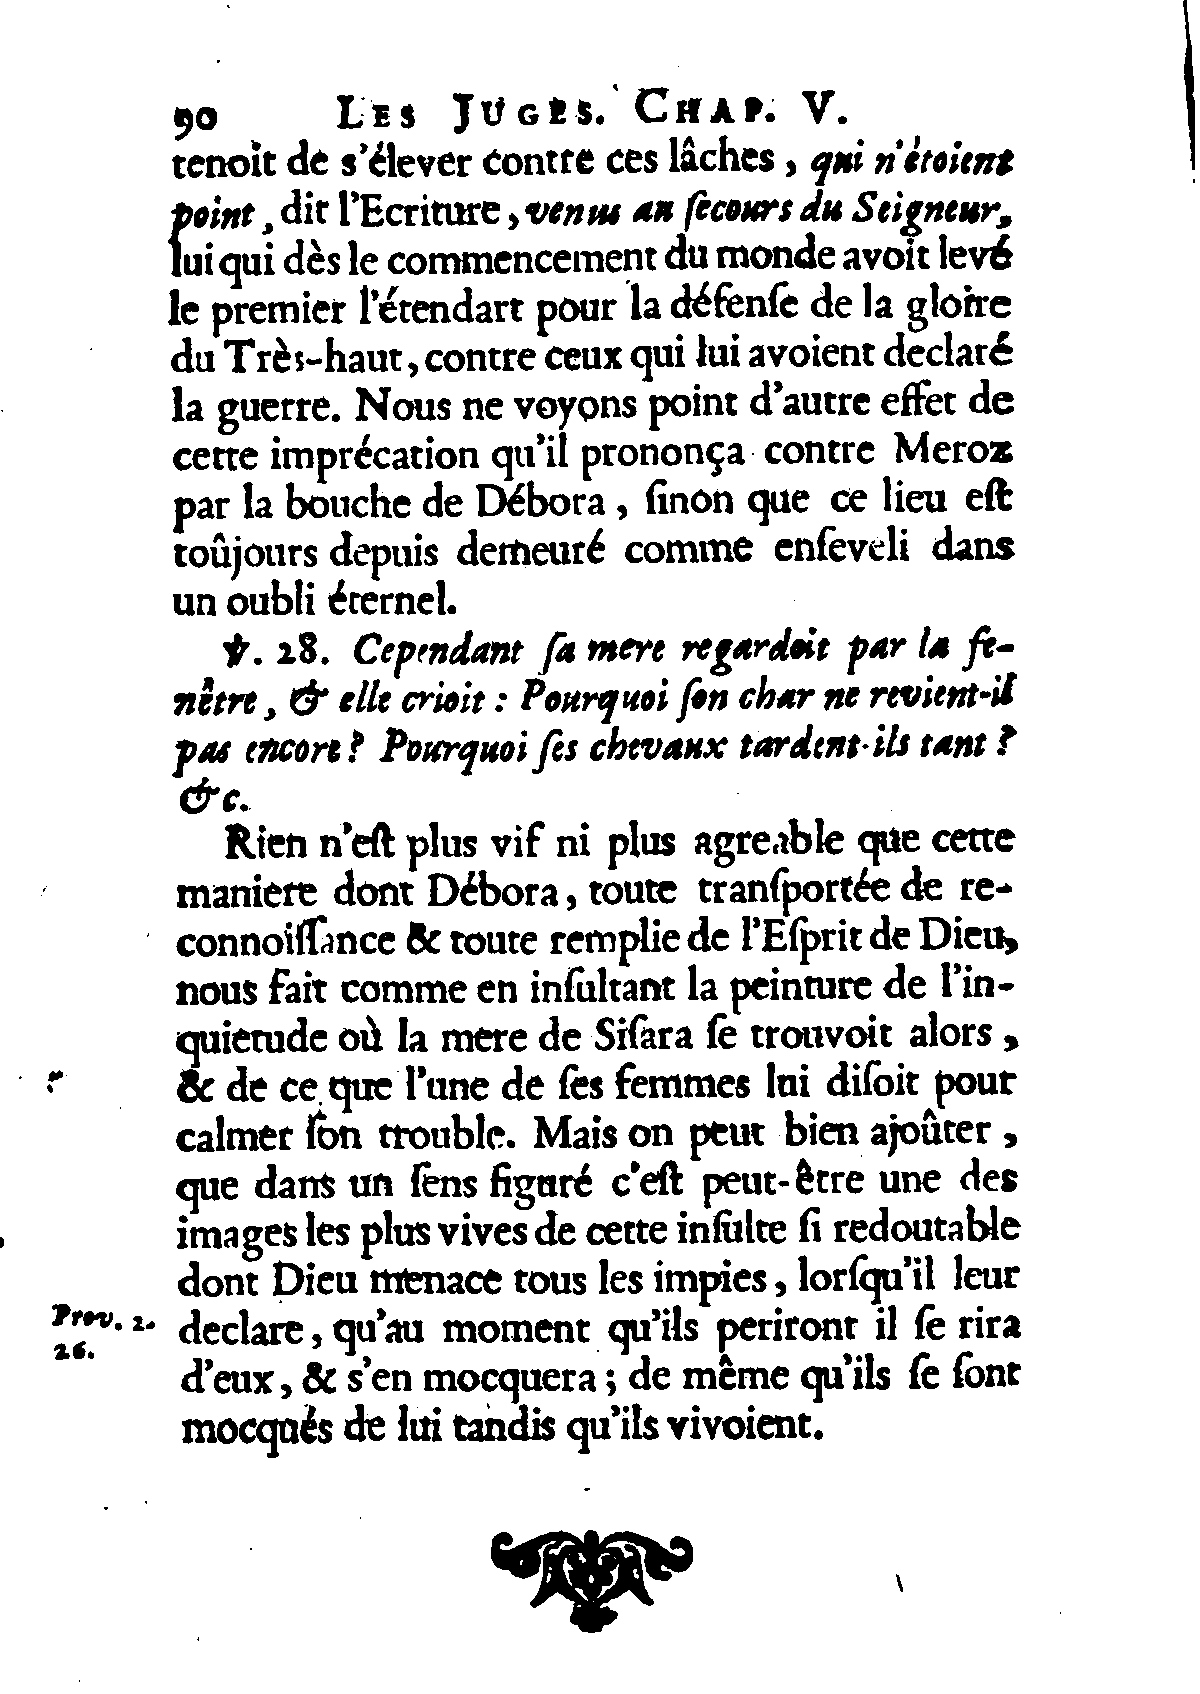 90 LES JUGES. CHAP. V.
tenoit de s'élever contre ces lâches, qui n'étoient
point, dit l'Ecriture, venus au ſecours du Seigneur,
lui qui dès le commencement du monde avoit levé
le premier l'étendart pour la défenſe de la gloire
du Très-haut, contre ceux qui lui avoient declaré
la guerre. Nous ne voyons point d'autre effet de
cette imprécation qu'il prononça contre Meroz
par la bouche de Débora, ſinon que ce lieu eſt
toûjours depuis demeuré comme enſeveli dans
un oubli éternel.
℣. 28. Cependant ſa mere regardoit par la fe-
nêtre, & elle crioit : Pourquoi ſon char ne revient-il
pas encore ? Pourquoi ſes chevaux tardent-ils tant ?
&c.
Rien n'eſt plus vif ni plus agreable que cette
maniere dont Débora, toute tranſportée de re-
connoiſſance & toute remplie de l'Eſprit de Dieu,
nous fait comme en inſultant la peinture de l'in-
quietude où la mere de Siſara ſe trouvoit alors,
& de ce que l'une de ſes femmes lui diſoit pour
calmer ſon trouble. Mais on peut bien ajoûter,
que dans un ſens figuré c'eſt peut-être une des
images les plus vives de cette inſulte ſi redoutable
dont Dieu menace tous les impies, lorſqu'il leur
declare, qu'au moment qu'ils periront il ſe rira
d'eux, & s'en mocquera ; de même qu'ils ſe ſont
mocqués de lui tandis qu'ils vivoient.
Prov. 2.
26.